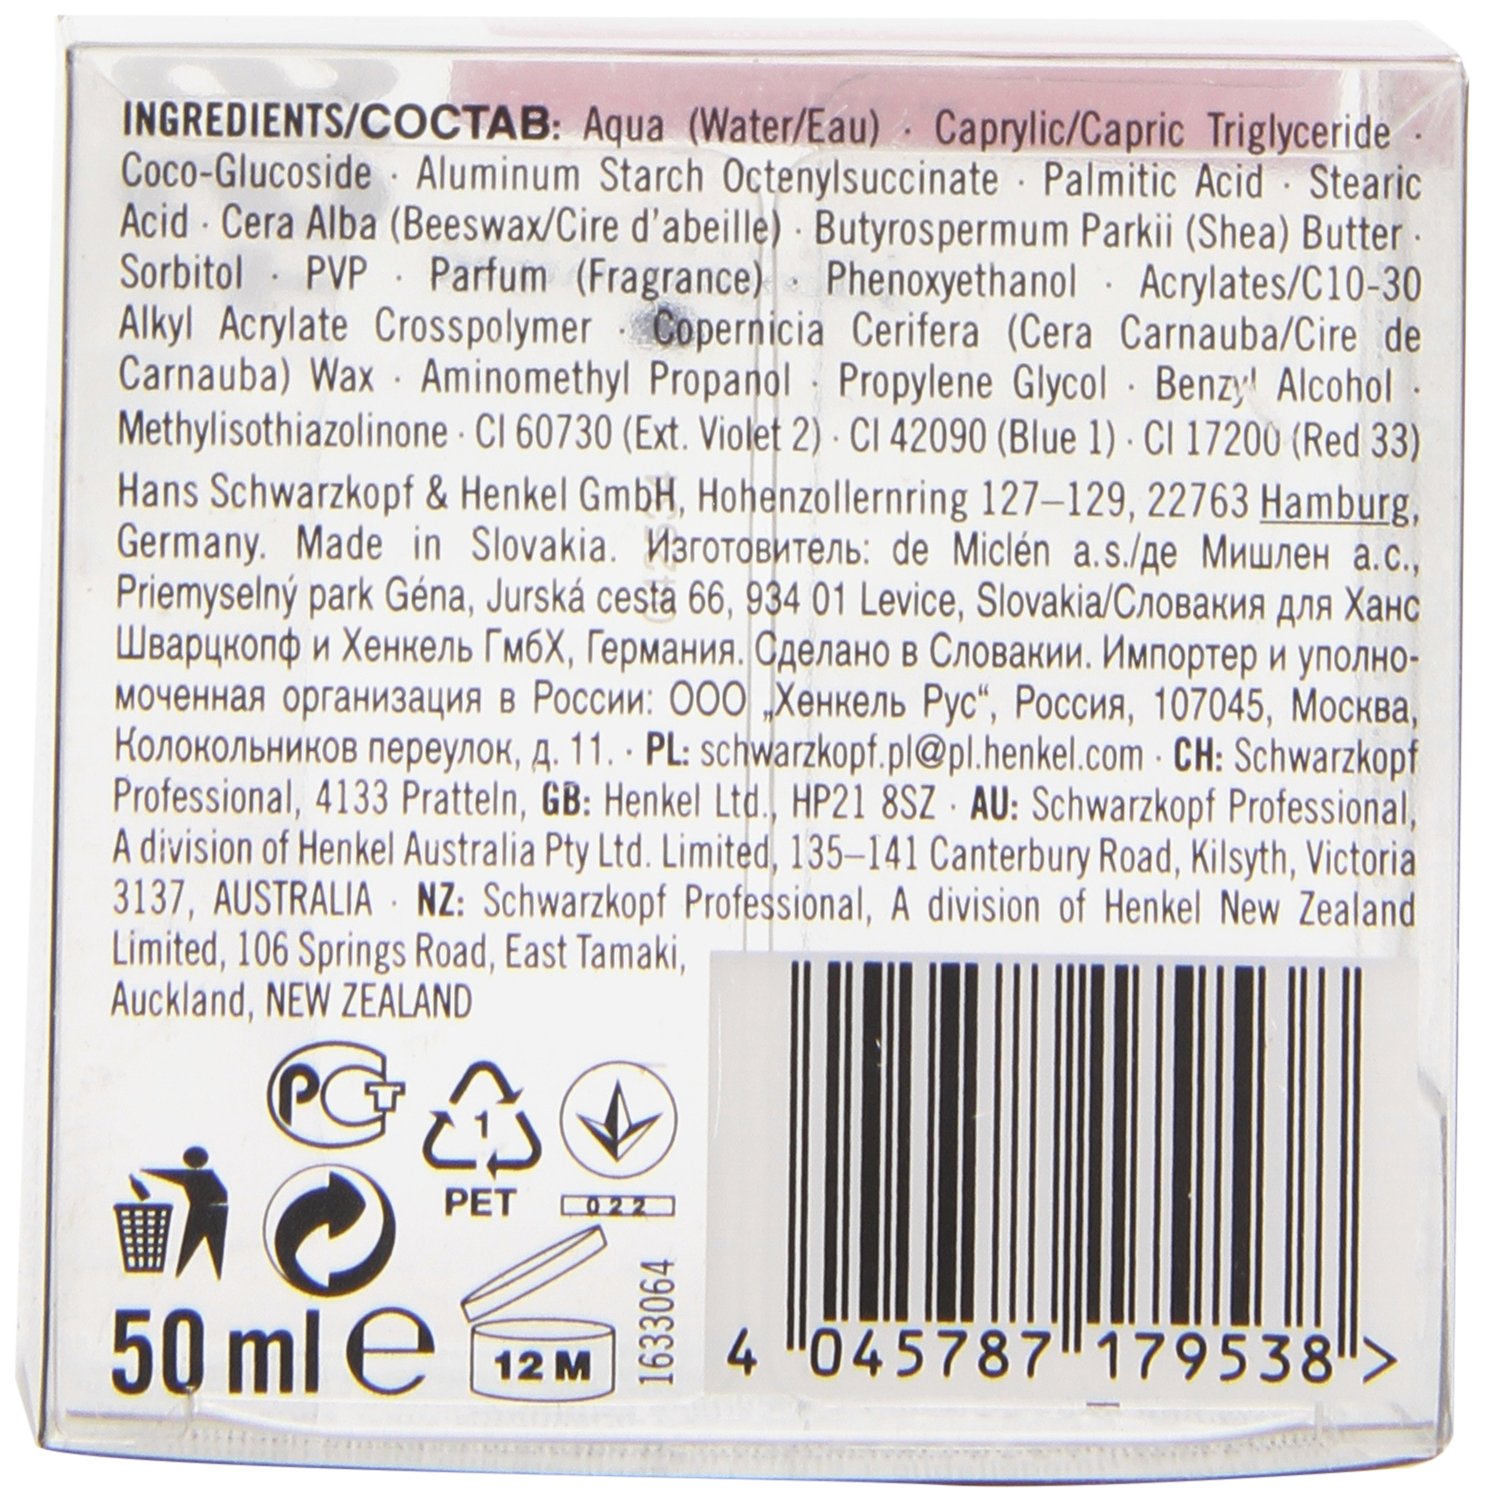 INGREDIENTS/СОСТАВ: Aqua (Water/Eau) · Caprylic/Capric Triglyceride ·
Coco-Glucoside · Aluminum Starch Octenylsuccinate · Palmitic Acid · Stearic
Acid · Cera Alba (Beeswax/Cire d'abeille) · Butyrospermum Parkii (Shea) Butter ·
Sorbitol · PVP · Parfum (Fragrance) · Phenoxyethanol · Acrylates/C10-30
Alkyl Acrylate Crosspolymer · Copernicia Cerifera (Cera Carnauba/Cire de
Carnauba) Wax · Aminomethyl Propanol · Propylene Glycol · Benzyl Alcohol ·
Methylisothiazolinone · CI 60730 (Ext. Violet 2) · CI 42090 (Blue 1) · CI 17200 (Red 33)
Hans Schwarzkopf & Henkel GmbH, Hohenzollernring 127–129, 22763 Hamburg,
Germany. Made in Slovakia. Изготовитель: de Miclén a.s./де Мишлен а.с.,
Priemyselný park Géna, Jurská cesta 66, 934 01 Levice, Slovakia/Словакия для Ханс
Шварцкопф и Хенкель ГмбХ, Германия. Сделано в Словакии. Импортер и уполно-
моченная организация в России: ООО „Хенкель Рус“, Россия, 107045, Москва,
Колокольников переулок, д. 11. · PL: schwarzkopf.pl@pl.henkel.com · CH: Schwarzkopf
Professional, 4133 Pratteln, GB: Henkel Ltd., HP21 8SZ · AU: Schwarzkopf Professional,
A division of Henkel Australia Pty Ltd. Limited, 135–141 Canterbury Road, Kilsyth, Victoria
3137, AUSTRALIA · NZ: Schwarzkopf Professional, A division of Henkel New Zealand
Limited, 106 Springs Road, East Tamaki,
Auckland, NEW ZEALAND
РСТ
1
PET
022
50 ml e
12 M
1633064
4 045787 179538 >